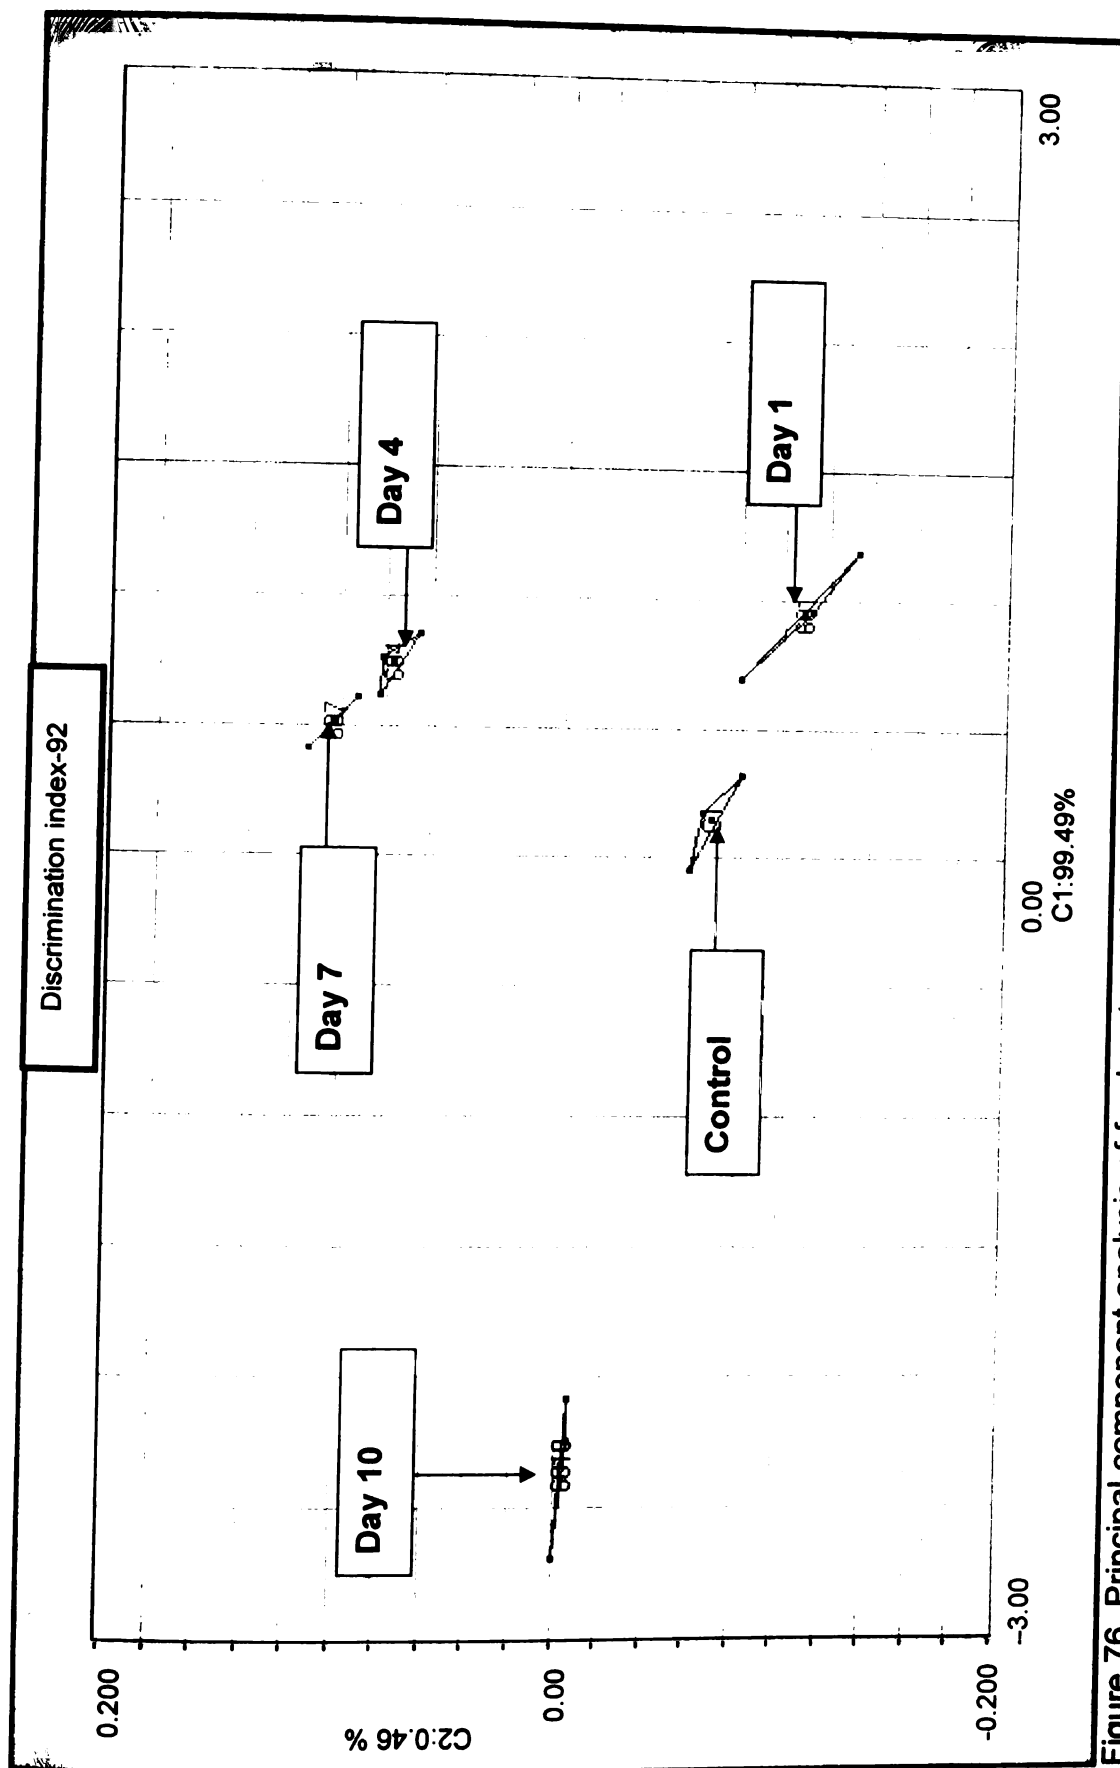 Discrimination index-92
0.200
C2:0.46 %
0.00
-0.200
Day 7
Day 4
Day 10
Control
Day 1
-3.00
0.00
3.00
C1:99.49%
Figure 76. Principal component analysis of